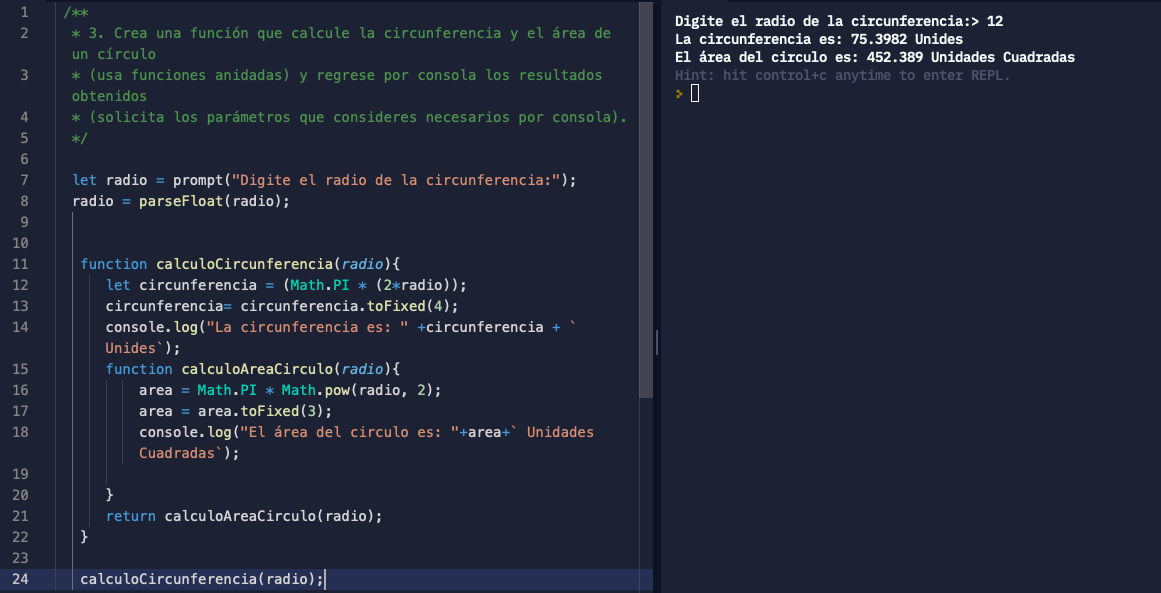 1 /**
2 * 3. Crea una función que calcule la circunferencia y el área de
un círculo
3 * (usa funciones anidadas) y regrese por consola los resultados
obtenidos
4 * (solicita los parámetros que consideres necesarios por consola).
5 */
6
7 let radio = prompt("Digite el radio de la circunferencia:");
8 radio = parseFloat(radio);
9
10
11 function calculoCircunferencia(radio){
12 let circunferencia = (Math.PI * (2*radio));
13 circunferencia= circunferencia.toFixed(4);
14 console.log("La circunferencia es: " +circunferencia + `
Unides`);
15 function calculoAreaCirculo(radio){
16 area = Math.PI * Math.pow(radio, 2);
17 area = area.toFixed(3);
18 console.log("El área del circulo es: "+area+` Unidades
Cuadradas`);
19
20 }
21 return calculoAreaCirculo(radio);
22 }
23
24 calculoCircunferencia(radio);
Digite el radio de la circunferencia:> 12
La circunferencia es: 75.3982 Unides
El área del circulo es: 452.389 Unidades Cuadradas
Hint: hit control+c anytime to enter REPL.
>